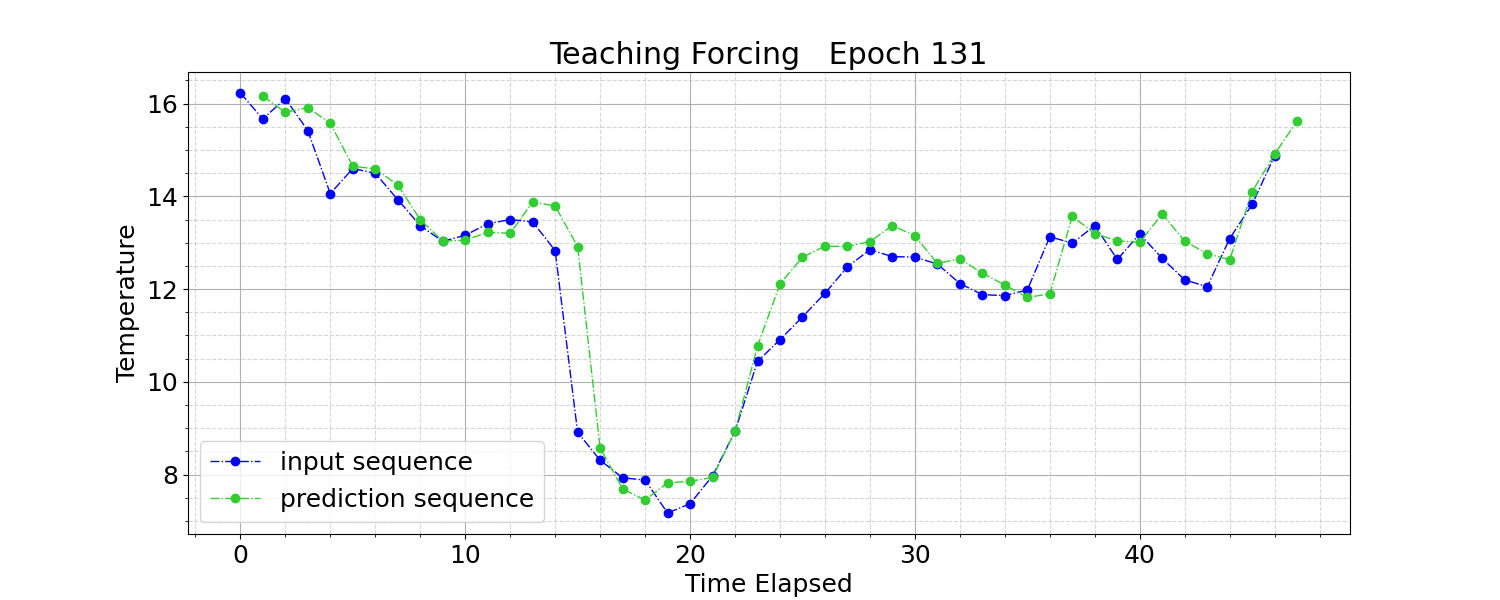 Teaching Forcing   Epoch 131
16
14
12
10
8
Temperature
input sequence
prediction sequence
0 10 20 30 40
Time Elapsed